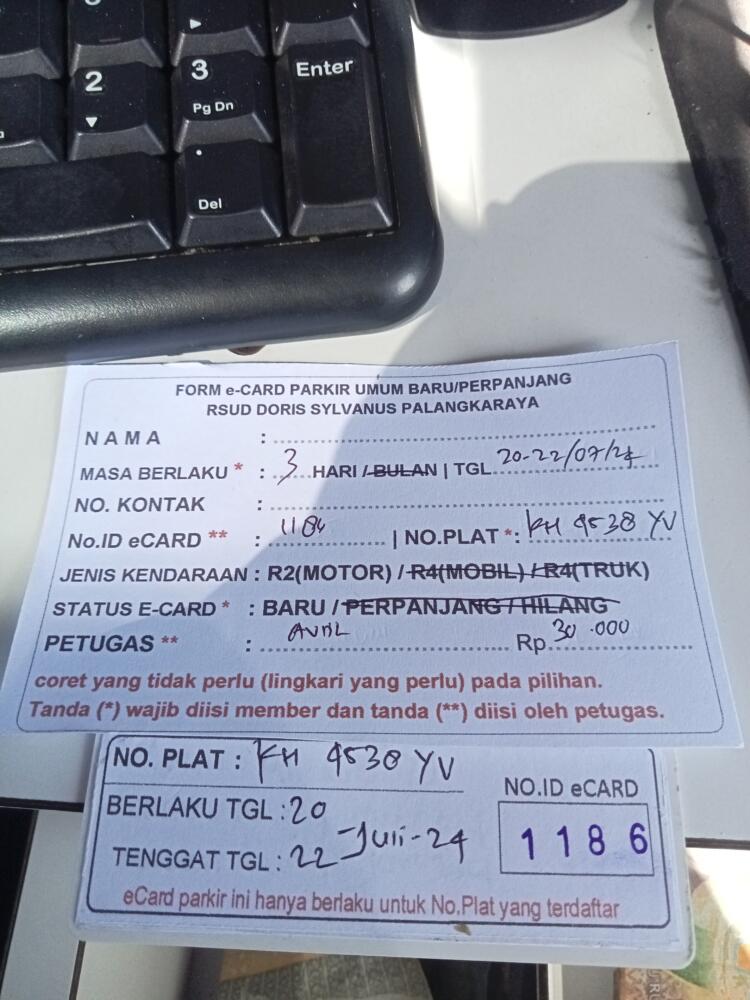 2
3
Enter
Pg Dn
Del
FORM e-CARD PARKIR UMUM BARU/PERPANJANG
RSUD DORIS SYLVANUS PALANGKARAYA
NAMA :
MASA BERLAKU * : 3 HARI / BULAN | TGL 20-22/07/24
NO. KONTAK :
No.ID eCARD ** : 1186 | NO.PLAT *: KH 4538 YV
JENIS KENDARAAN : R2(MOTOR) / R4(MOBIL) / R4(TRUK)
STATUS E-CARD * : BARU / PERPANJANG / HILANG
PETUGAS ** : Rp. 30.000
coret yang tidak perlu (lingkari yang perlu) pada pilihan.
Tanda (*) wajib diisi member dan tanda (**) diisi oleh petugas.
NO. PLAT : KH 4538 YV
BERLAKU TGL : 20
TENGGAT TGL : 22 Juli-24
NO.ID eCARD
1186
eCard parkir ini hanya berlaku untuk No.Plat yang terdaftar